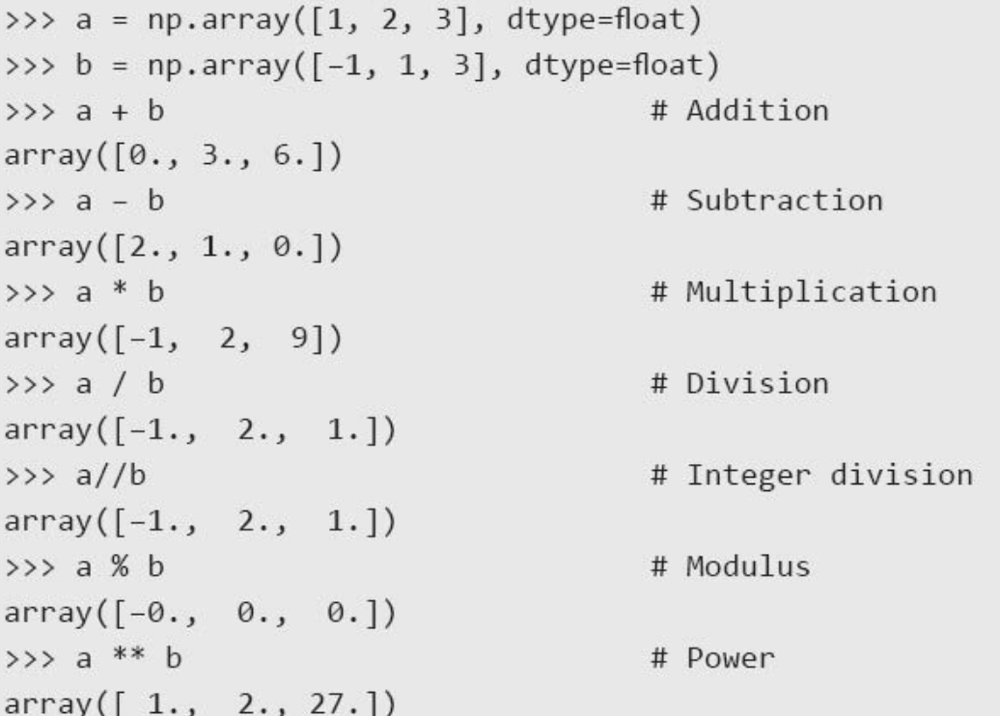 >>> a = np.array([1, 2, 3], dtype=float)
>>> b = np.array([–1, 1, 3], dtype=float)
>>> a + b # Addition
array([0., 3., 6.])
>>> a – b # Subtraction
array([2., 1., 0.])
>>> a * b # Multiplication
array([–1, 2, 9])
>>> a / b # Division
array([–1., 2., 1.])
>>> a//b # Integer division
array([–1., 2., 1.])
>>> a % b # Modulus
array([–0., 0., 0.])
>>> a ** b # Power
array([ 1., 2., 27.])